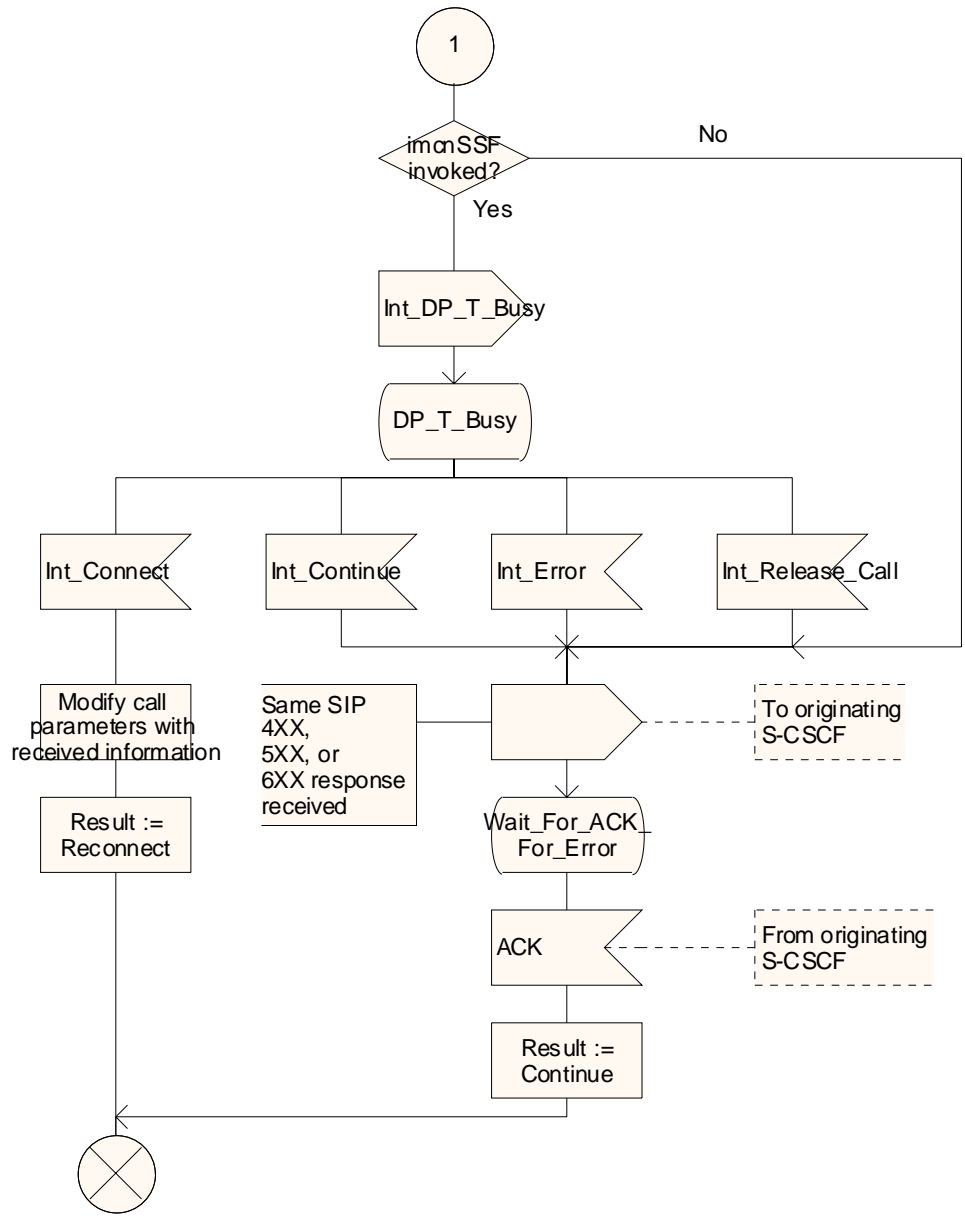 1
imcnSSF
invoked?
No
Yes
Int_DP_T_Busy
DP_T_Busy
Int_Connect
Int_Continue
Int_Error
Int_Release_Call
Modify call
parameters with
received information
Same SIP
4XX,
5XX, or
6XX response
received
To originating
S-CSCF
Result :=
Reconnect
Wait_For_ACK_
For_Error
ACK
From originating
S-CSCF
Result :=
Continue